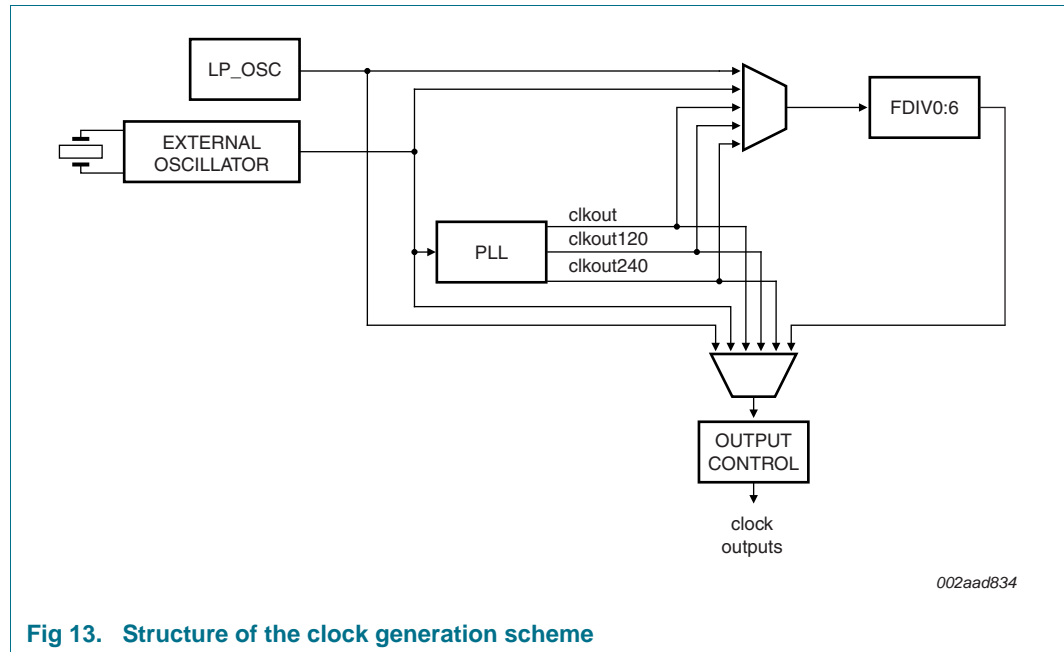 LP_OSC
EXTERNAL
OSCILLATOR
FDIV0:6
PLL
clkout
clkout120
clkout240
OUTPUT
CONTROL
clock
outputs
002aad834
Fig 13. Structure of the clock generation scheme